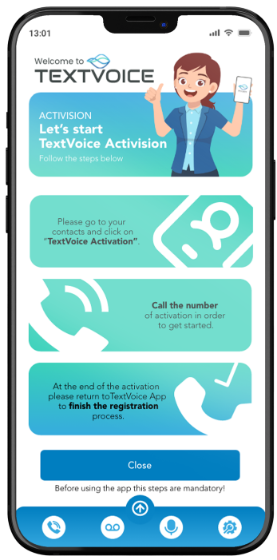 13:01
Welcome to
TEXTVOICE
ACTIVISION
Let's start
TextVoice Activision
Follow the steps below
Please go to your
contacts and click on
"TextVoice Activation".
Call the number
of activation in order
to get started.
At the end of the activation
please return toTextVoice App
to finish the registration
process.
Close
Before using the app this steps are mandatory!